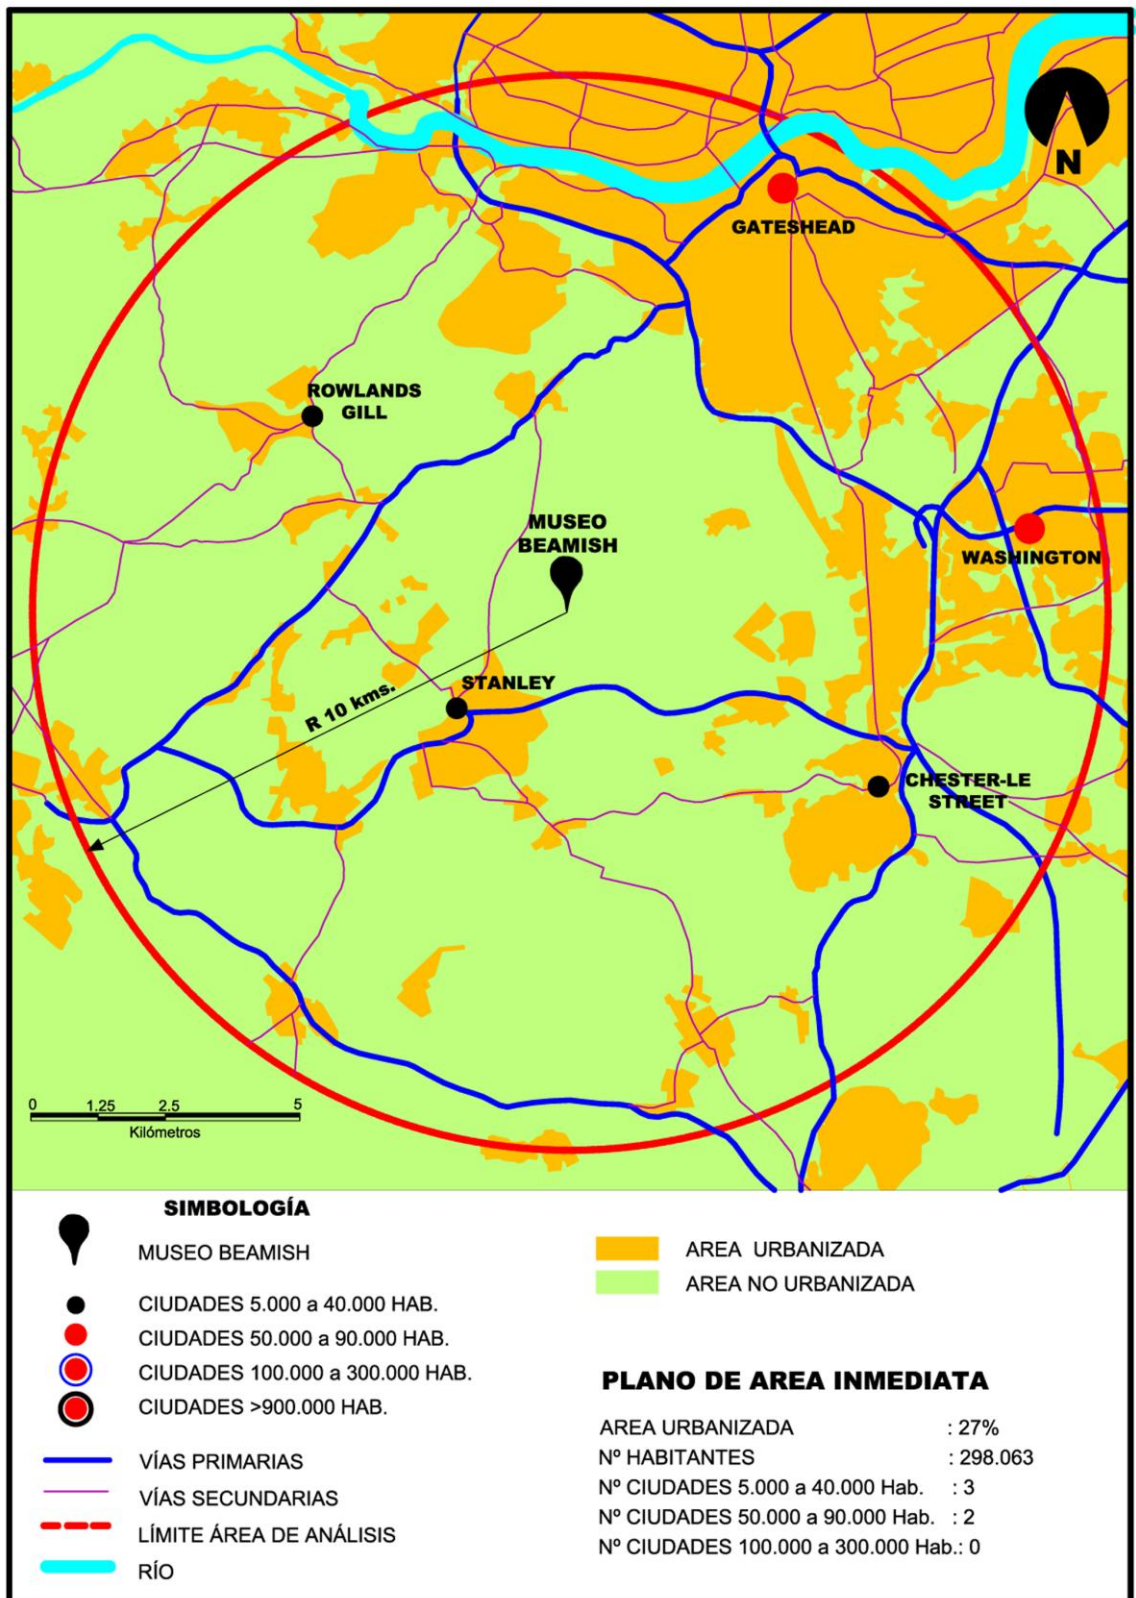 N
GATESHEAD
ROWLANDS
GILL
MUSEO
BEAMISH
WASHINGTON
STANLEY
R 10 kms.
CHESTER-LE
STREET
0 1.25 2.5 5
Kilómetros
SIMBOLOGÍA
MUSEO BEAMISH
CIUDADES 5.000 a 40.000 HAB.
CIUDADES 50.000 a 90.000 HAB.
CIUDADES 100.000 a 300.000 HAB.
CIUDADES >900.000 HAB.
VÍAS PRIMARIAS
VÍAS SECUNDARIAS
LÍMITE ÁREA DE ANÁLISIS
RÍO
AREA URBANIZADA
AREA NO URBANIZADA
PLANO DE AREA INMEDIATA
AREA URBANIZADA : 27%
Nº HABITANTES : 298.063
Nº CIUDADES 5.000 a 40.000 Hab. : 3
Nº CIUDADES 50.000 a 90.000 Hab. : 2
Nº CIUDADES 100.000 a 300.000 Hab.: 0